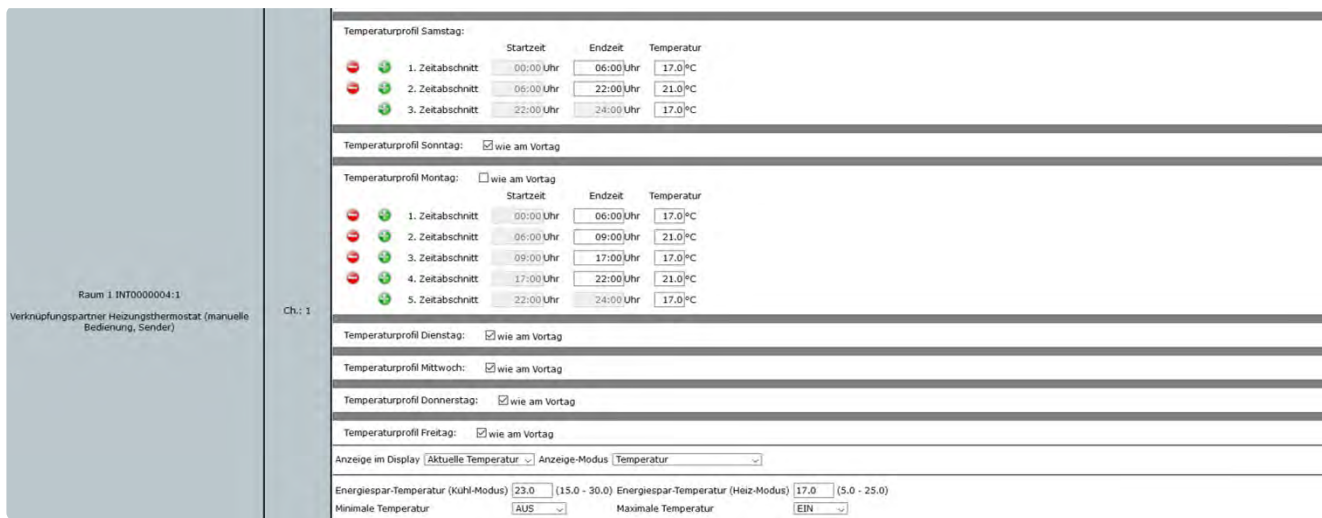 Temperaturprofil Samstag:
Startzeit Endzeit Temperatur
1. Zeitabschnitt 00:00 Uhr 06:00 Uhr 17.0 °C
2. Zeitabschnitt 06:00 Uhr 22:00 Uhr 21.0 °C
3. Zeitabschnitt 22:00 Uhr 24:00 Uhr 17.0 °C
Temperaturprofil Sonntag: wie am Vortag
Temperaturprofil Montag: wie am Vortag
Startzeit Endzeit Temperatur
1. Zeitabschnitt 00:00 Uhr 06:00 Uhr 17.0 °C
2. Zeitabschnitt 06:00 Uhr 09:00 Uhr 21.0 °C
3. Zeitabschnitt 09:00 Uhr 17:00 Uhr 17.0 °C
4. Zeitabschnitt 17:00 Uhr 22:00 Uhr 21.0 °C
5. Zeitabschnitt 22:00 Uhr 24:00 Uhr 17.0 °C
Raum 1 INT0000004:1
Verknüpfungspartner Heizungsthermostat (manuelle
Bedienung, Sender)
Ch.: 1
Temperaturprofil Dienstag: wie am Vortag
Temperaturprofil Mittwoch: wie am Vortag
Temperaturprofil Donnerstag: wie am Vortag
Temperaturprofil Freitag: wie am Vortag
Anzeige im Display Aktuelle Temperatur Anzeige-Modus Temperatur
Energiespar-Temperatur (Kühl-Modus) 23.0 (15.0 - 30.0) Energiespar-Temperatur (Heiz-Modus) 17.0 (5.0 - 25.0)
Minimale Temperatur AUS Maximale Temperatur EIN